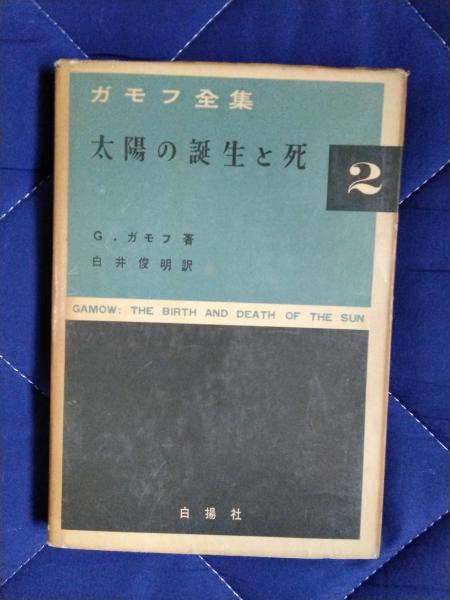 ガモフ全集
太陽の誕生と死
2
G．ガモフ著
白井俊明訳
GAMOW: THE BIRTH AND DEATH OF THE SUN
白揚社